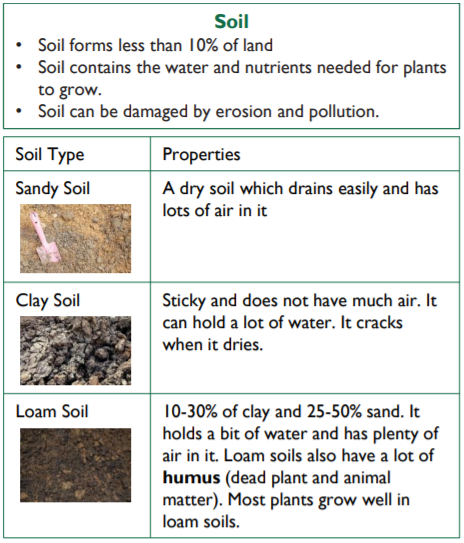 Soil
• Soil forms less than 10% of land
• Soil contains the water and nutrients needed for plants
to grow.
• Soil can be damaged by erosion and pollution.
Soil Type
Properties
Sandy Soil
A dry soil which drains easily and has
lots of air in it
Clay Soil
Sticky and does not have much air. It
can hold a lot of water. It cracks
when it dries.
Loam Soil
10-30% of clay and 25-50% sand. It
holds a bit of water and has plenty of
air in it. Loam soils also have a lot of
humus (dead plant and animal
matter). Most plants grow well in
loam soils.